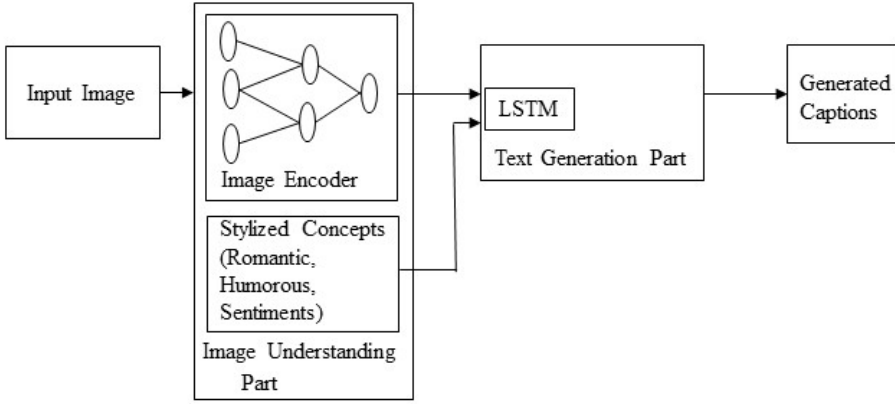 Input Image
Image Encoder
Stylized Concepts
(Romantic,
Humorous,
Sentiments)
Image Understanding
Part
LSTM
Text Generation Part
Generated
Captions